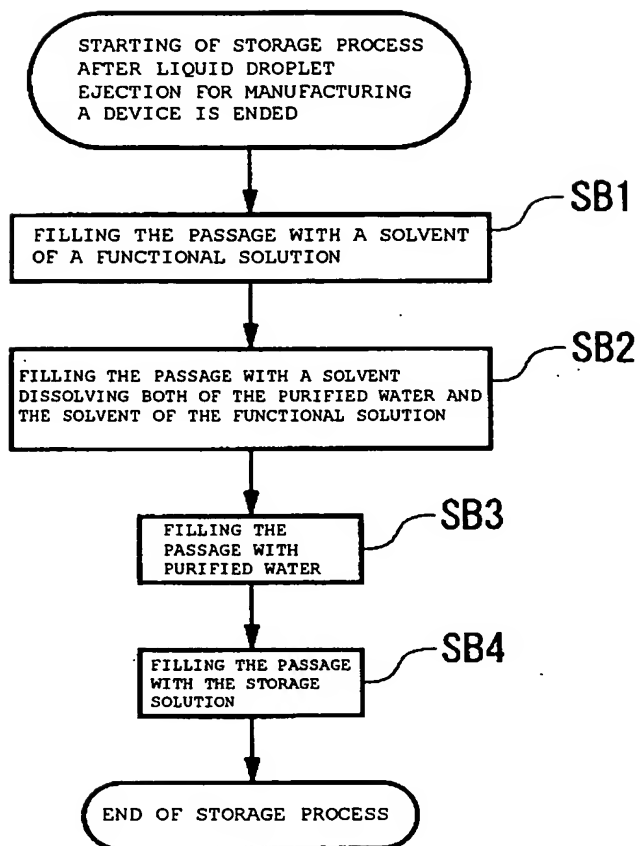 STARTING OF STORAGE PROCESS
AFTER LIQUID DROPLET
EJECTION FOR MANUFACTURING
A DEVICE IS ENDED
SB1
FILLING THE PASSAGE WITH A SOLVENT
OF A FUNCTIONAL SOLUTION
SB2
FILLING THE PASSAGE WITH A SOLVENT
DISSOLVING BOTH OF THE PURIFIED WATER AND
THE SOLVENT OF THE FUNCTIONAL SOLUTION
SB3
FILLING THE
PASSAGE WITH
PURIFIED WATER
SB4
FILLING THE PASSAGE
WITH THE STORAGE
SOLUTION
END OF STORAGE PROCESS